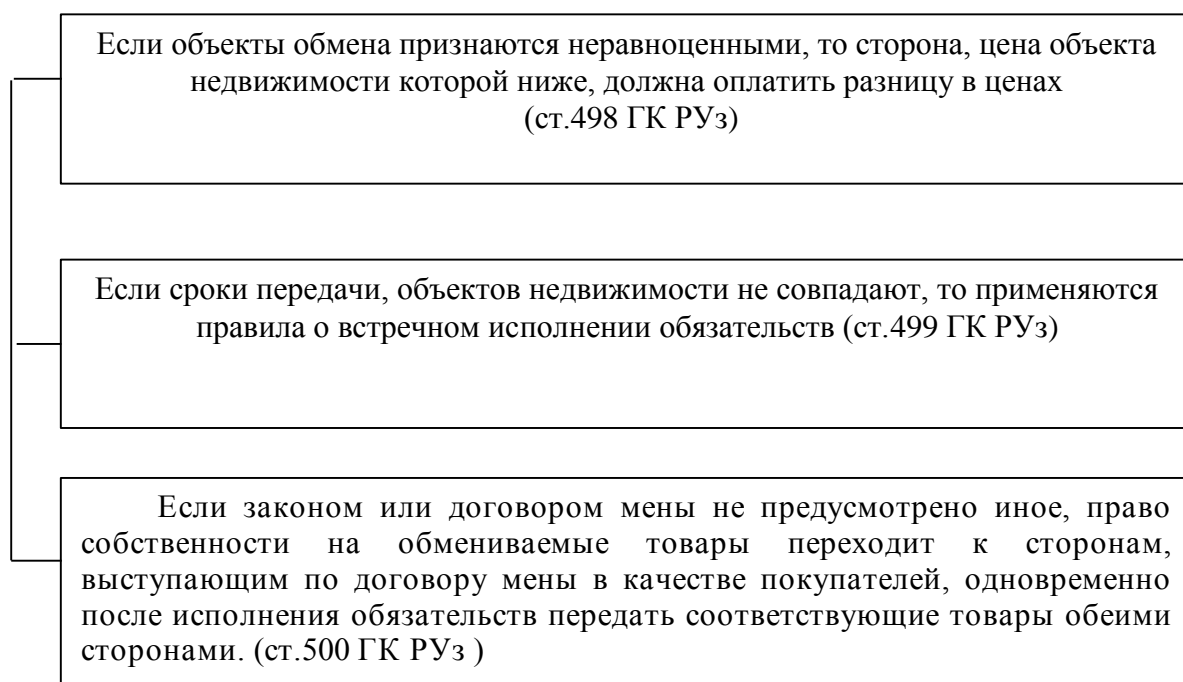 Если объекты обмена признаются неравноценными, то сторона, цена объекта
недвижимости которой ниже, должна оплатить разницу в ценах
(ст.498 ГК РУз)
Если сроки передачи, объектов недвижимости не совпадают, то применяются
правила о встречном исполнении обязательств (ст.499 ГК РУз)
Если законом или договором мены не предусмотрено иное, право
собственности на обмениваемые товары переходит к сторонам,
выступающим по договору мены в качестве покупателей, одновременно
после исполнения обязательств передать соответствующие товары обеими
сторонами. (ст.500 ГК РУз )